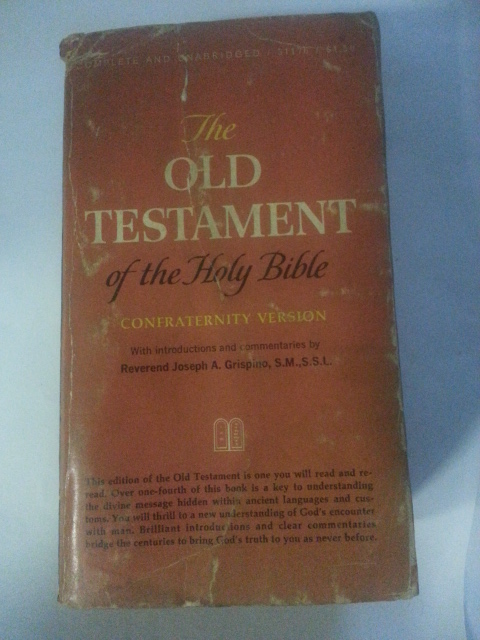 COMPLETE AND UNABRIDGED
The
OLD
TESTAMENT
of the Holy Bible
CONFRATERNITY VERSION
With introductions and commentaries by
Reverend Joseph A. Grispino, S.M.,S.S.L.
This edition of the Old Testament is one you will read and re-
read. Over one-fourth of this book is a key to understanding
the divine message hidden within ancient languages and cus-
toms. You will thrill to a new understanding of God's encounter
with man. Brilliant introductions and clear commentaries
bridge the centuries to bring God's truth to you as never before.